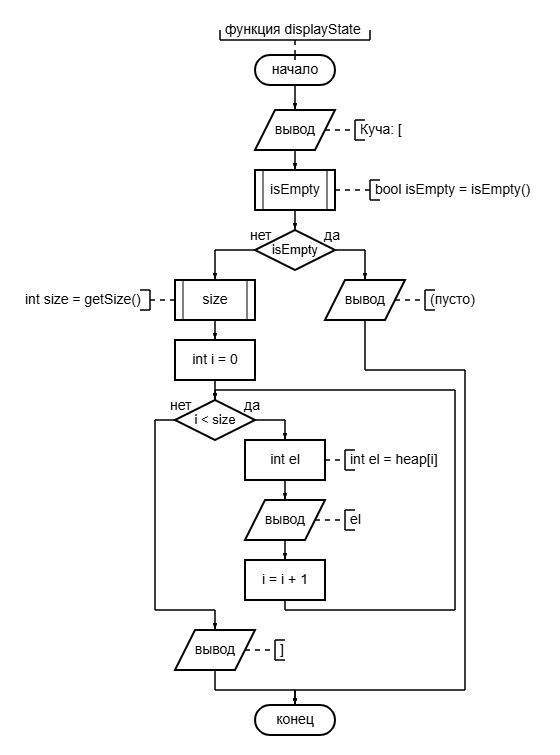 функция displayState
начало
вывод
Куча: [
isEmpty
bool isEmpty = isEmpty()
нет
да
isEmpty
int size = getSize()
size
вывод
(пусто)
int i = 0
нет
да
i < size
int el
int el = heap[i]
вывод
el
i = i + 1
вывод
]
конец